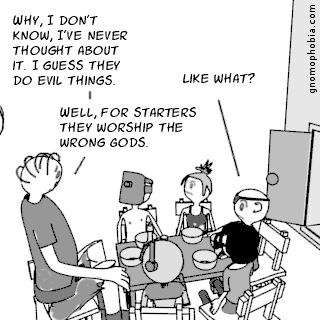 WHY, I DON'T
KNOW, I'VE NEVER
THOUGHT ABOUT
IT. I GUESS THEY
DO EVIL THINGS.
LIKE WHAT?
WELL, FOR STARTERS
THEY WORSHIP THE
WRONG GODS.
gnomophobia.com